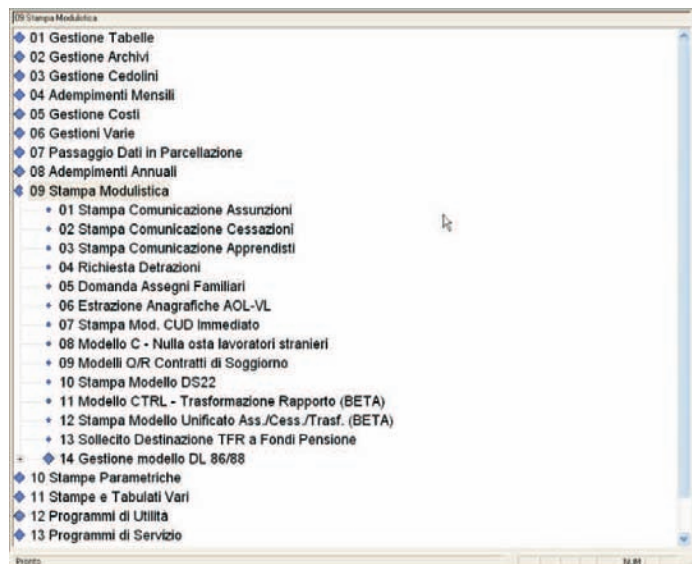 09 Stampa Modulistica
01 Gestione Tabelle
02 Gestione Archivi
03 Gestione Cedolini
04 Adempimenti Mensili
05 Gestione Costi
06 Gestioni Varie
07 Passaggio Dati in Parcellazione
08 Adempimenti Annuali
09 Stampa Modulistica
01 Stampa Comunicazione Assunzioni
02 Stampa Comunicazione Cessazioni
03 Stampa Comunicazione Apprendisti
04 Richiesta Detrazioni
05 Domanda Assegni Familiari
06 Estrazione Anagrafiche AOL-VL
07 Stampa Mod. CUD Immediato
08 Modello C - Nulla osta lavoratori stranieri
09 Modelli Q/R Contratti di Soggiorno
10 Stampa Modello DS22
11 Modello CTRL - Trasformazione Rapporto (BETA)
12 Stampa Modello Unificato Ass./Cess./Trasf. (BETA)
13 Sollecito Destinazione TFR a Fondi Pensione
14 Gestione modello DL 86/88
10 Stampe Parametriche
11 Stampe e Tabulati Vari
12 Programmi di Utilità
13 Programmi di Servizio
Pronto
NUM